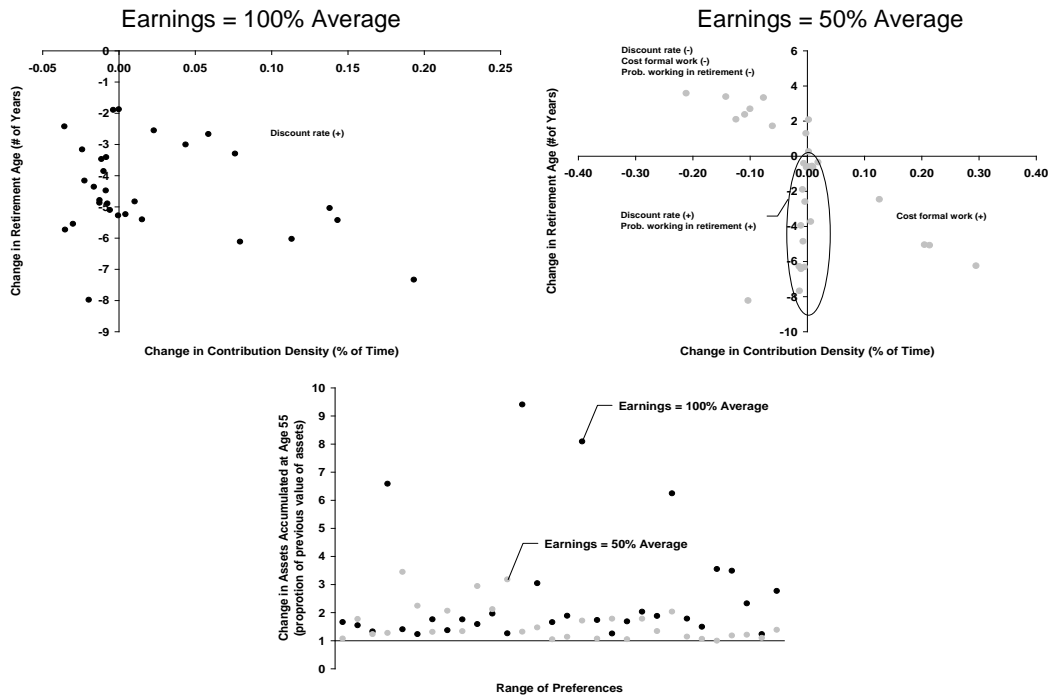 Earnings = 100% Average
0
-0.05 0.00 0.05 0.10 0.15 0.20 0.25
-1
-2
-3
-4
-5
-6
-7
-8
-9
Change in Retirement Age (# of Years)
Discount rate (+)
Change in Contribution Density (% of Time)
Earnings = 50% Average
Discount rate (-)
Cost formal work (-)
Prob. working in retirement (-)
6
4
2
0
-0.40 -0.30 -0.20 -0.10 0.00 0.10 0.20 0.30 0.40
-2
-4
-6
-8
-10
Change in Retirement Age (# of Years)
Discount rate (+)
Prob. working in retirement (+)
Cost formal work (+)
Change in Contribution Density (% of Time)
10
9
8
7
6
5
4
3
2
1
0
Change in Assets Accumulated at Age 55
(proprotion of previous value of assets)
Earnings = 100% Average
Earnings = 50% Average
Range of Preferences